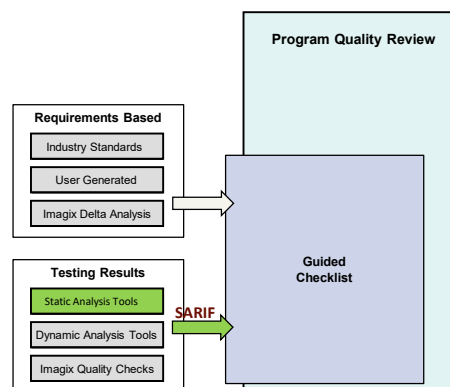 Program Quality Review
Requirements Based
Industry Standards
User Generated
Imagix Delta Analysis
Guided
Checklist
Testing Results
Static Analysis Tools
SARIF
Dynamic Analysis Tools
Imagix Quality Checks